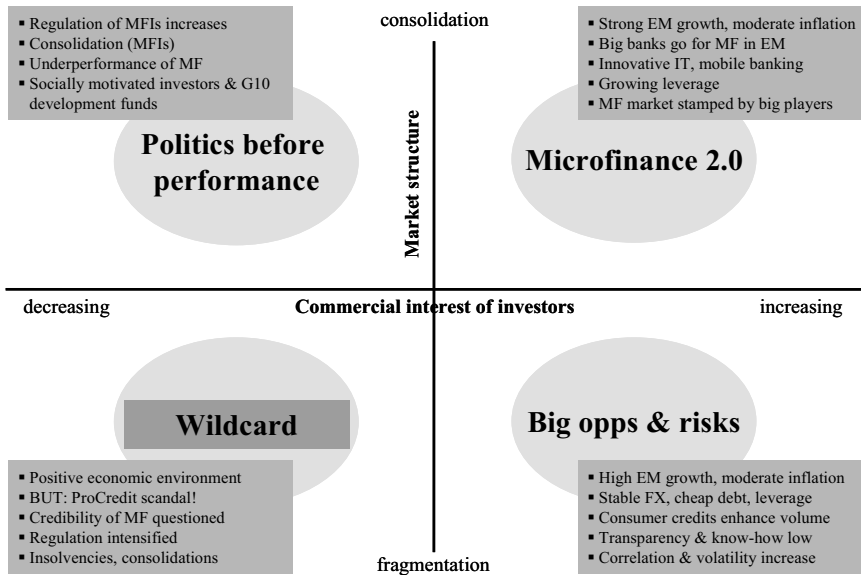 ▪ Regulation of MFIs increases
▪ Consolidation (MFIs)
▪ Underperformance of MF
▪ Socially motivated investors & G10
development funds
consolidation
▪ Strong EM growth, moderate inflation
▪ Big banks go for MF in EM
▪ Innovative IT, mobile banking
▪ Growing leverage
▪ MF market stamped by big players
Politics before
performance
Market structure
Microfinance 2.0
decreasing
Commercial interest of investors
increasing
Wildcard
Big opps & risks
▪ Positive economic environment
▪ BUT: ProCredit scandal!
▪ Credibility of MF questioned
▪ Regulation intensified
▪ Insolvencies, consolidations
fragmentation
▪ High EM growth, moderate inflation
▪ Stable FX, cheap debt, leverage
▪ Consumer credits enhance volume
▪ Transparency & know-how low
▪ Correlation & volatility increase